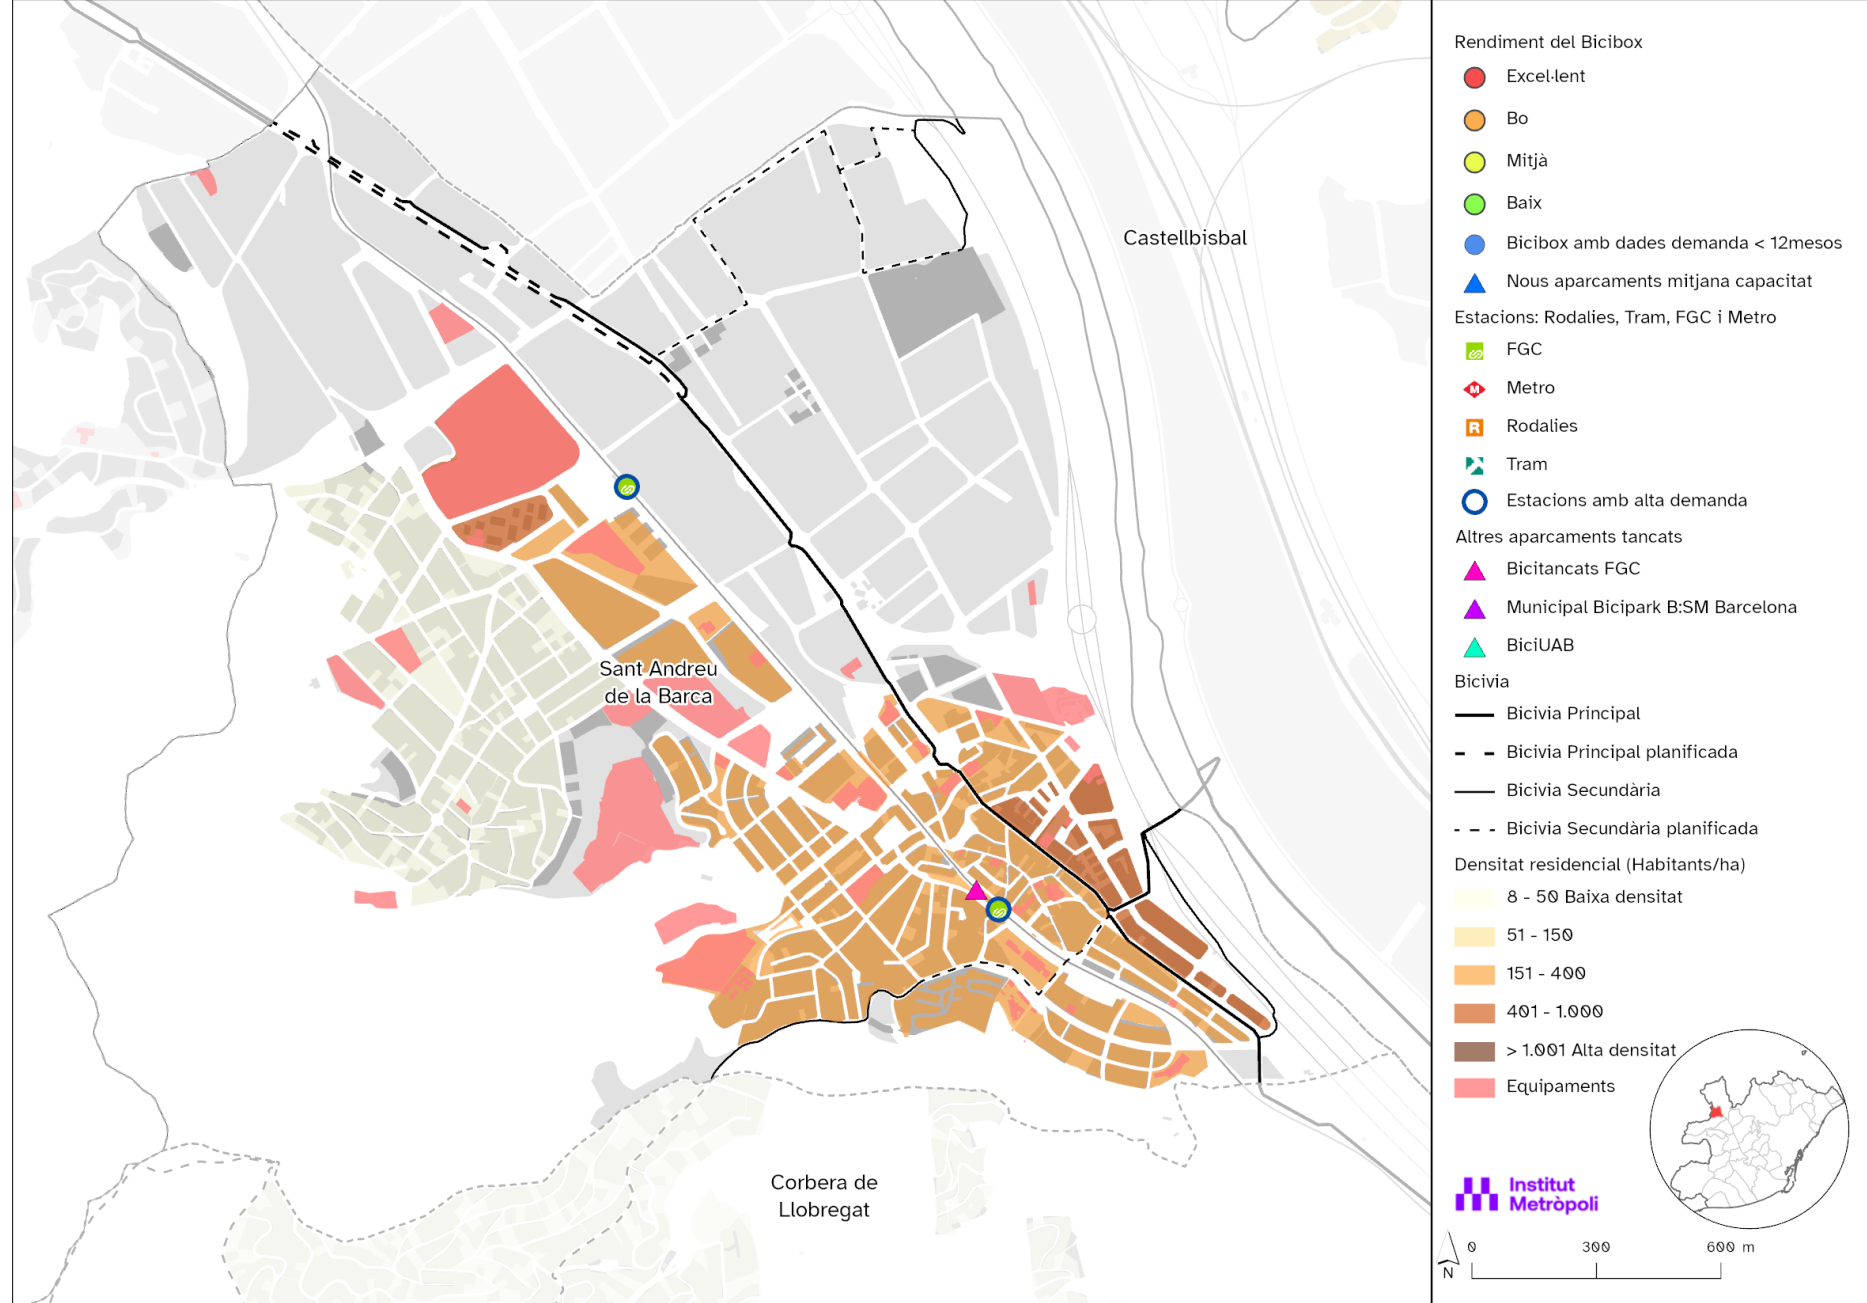 Castellbisbal
Sant Andreu
de la Barca
Corbera de
Llobregat
Rendiment del Bicibox
Excel·lent
Bo
Mitjà
Baix
Bicibox amb dades demanda < 12mesos
Nous aparcaments mitjana capacitat
Estacions: Rodalies, Tram, FGC i Metro
FGC
M Metro
R Rodalies
Tram
Estacions amb alta demanda
Altres aparcaments tancats
Bicitancats FGC
Municipal Bicipark B:SM Barcelona
BiciUAB
Bicivia
Bicivia Principal
Bicivia Principal planificada
Bicivia Secundària
Bicivia Secundària planificada
Densitat residencial (Habitants/ha)
8 - 50 Baixa densitat
51 - 150
151 - 400
401 - 1.000
> 1.001 Alta densitat
Equipaments
Institut
Metròpoli
N
0 300 600 m